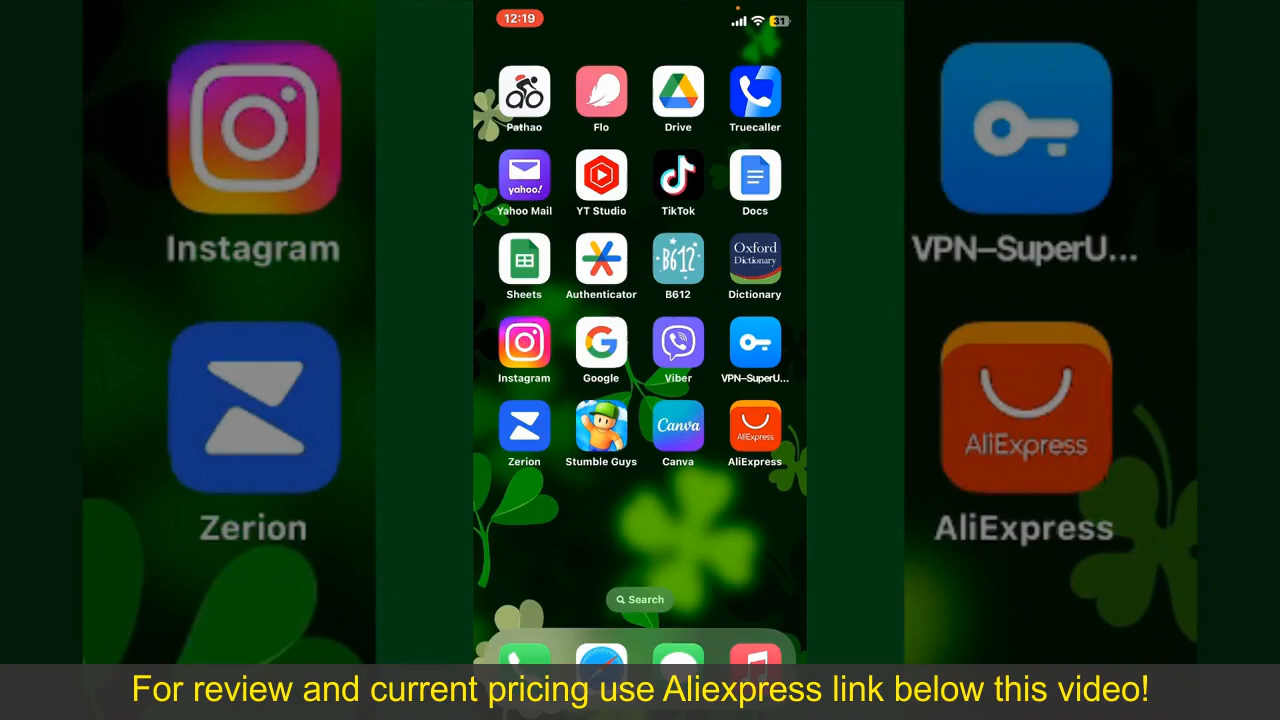 12:19
31
Pathao Flo Drive Truecaller
yahoo!
Yahoo Mail YT Studio TikTok Docs
B612
Oxford
Dictionary
Sheets Authenticator B612 Dictionary
Instagram Google Viber VPN–SuperU...
Canva
AliExpress
Zerion Stumble Guys Canva AliExpress
Search
Instagram
Zerion
VPN–SuperU...
AliExpress
AliExpress
For review and current pricing use Aliexpress link below this video!